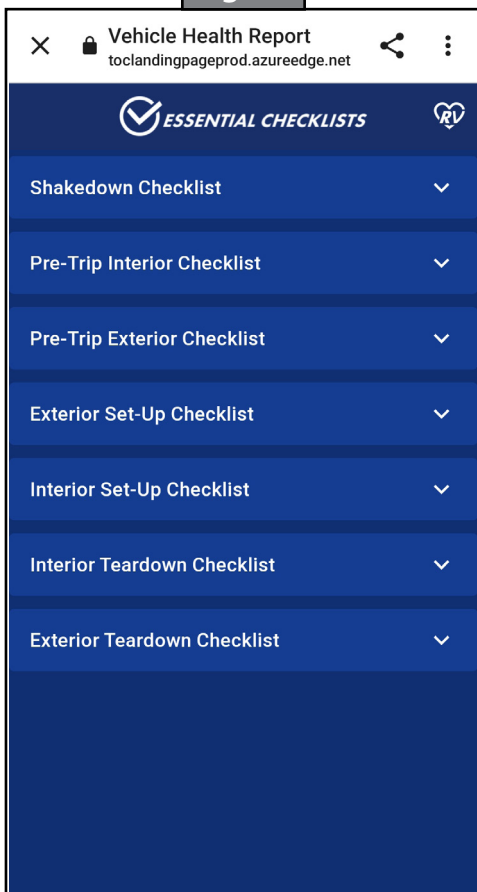 Vehicle Health Report
toclandingpageprod.azureedge.net
ESSENTIAL CHECKLISTS
RV
Shakedown Checklist
Pre-Trip Interior Checklist
Pre-Trip Exterior Checklist
Exterior Set-Up Checklist
Interior Set-Up Checklist
Interior Teardown Checklist
Exterior Teardown Checklist